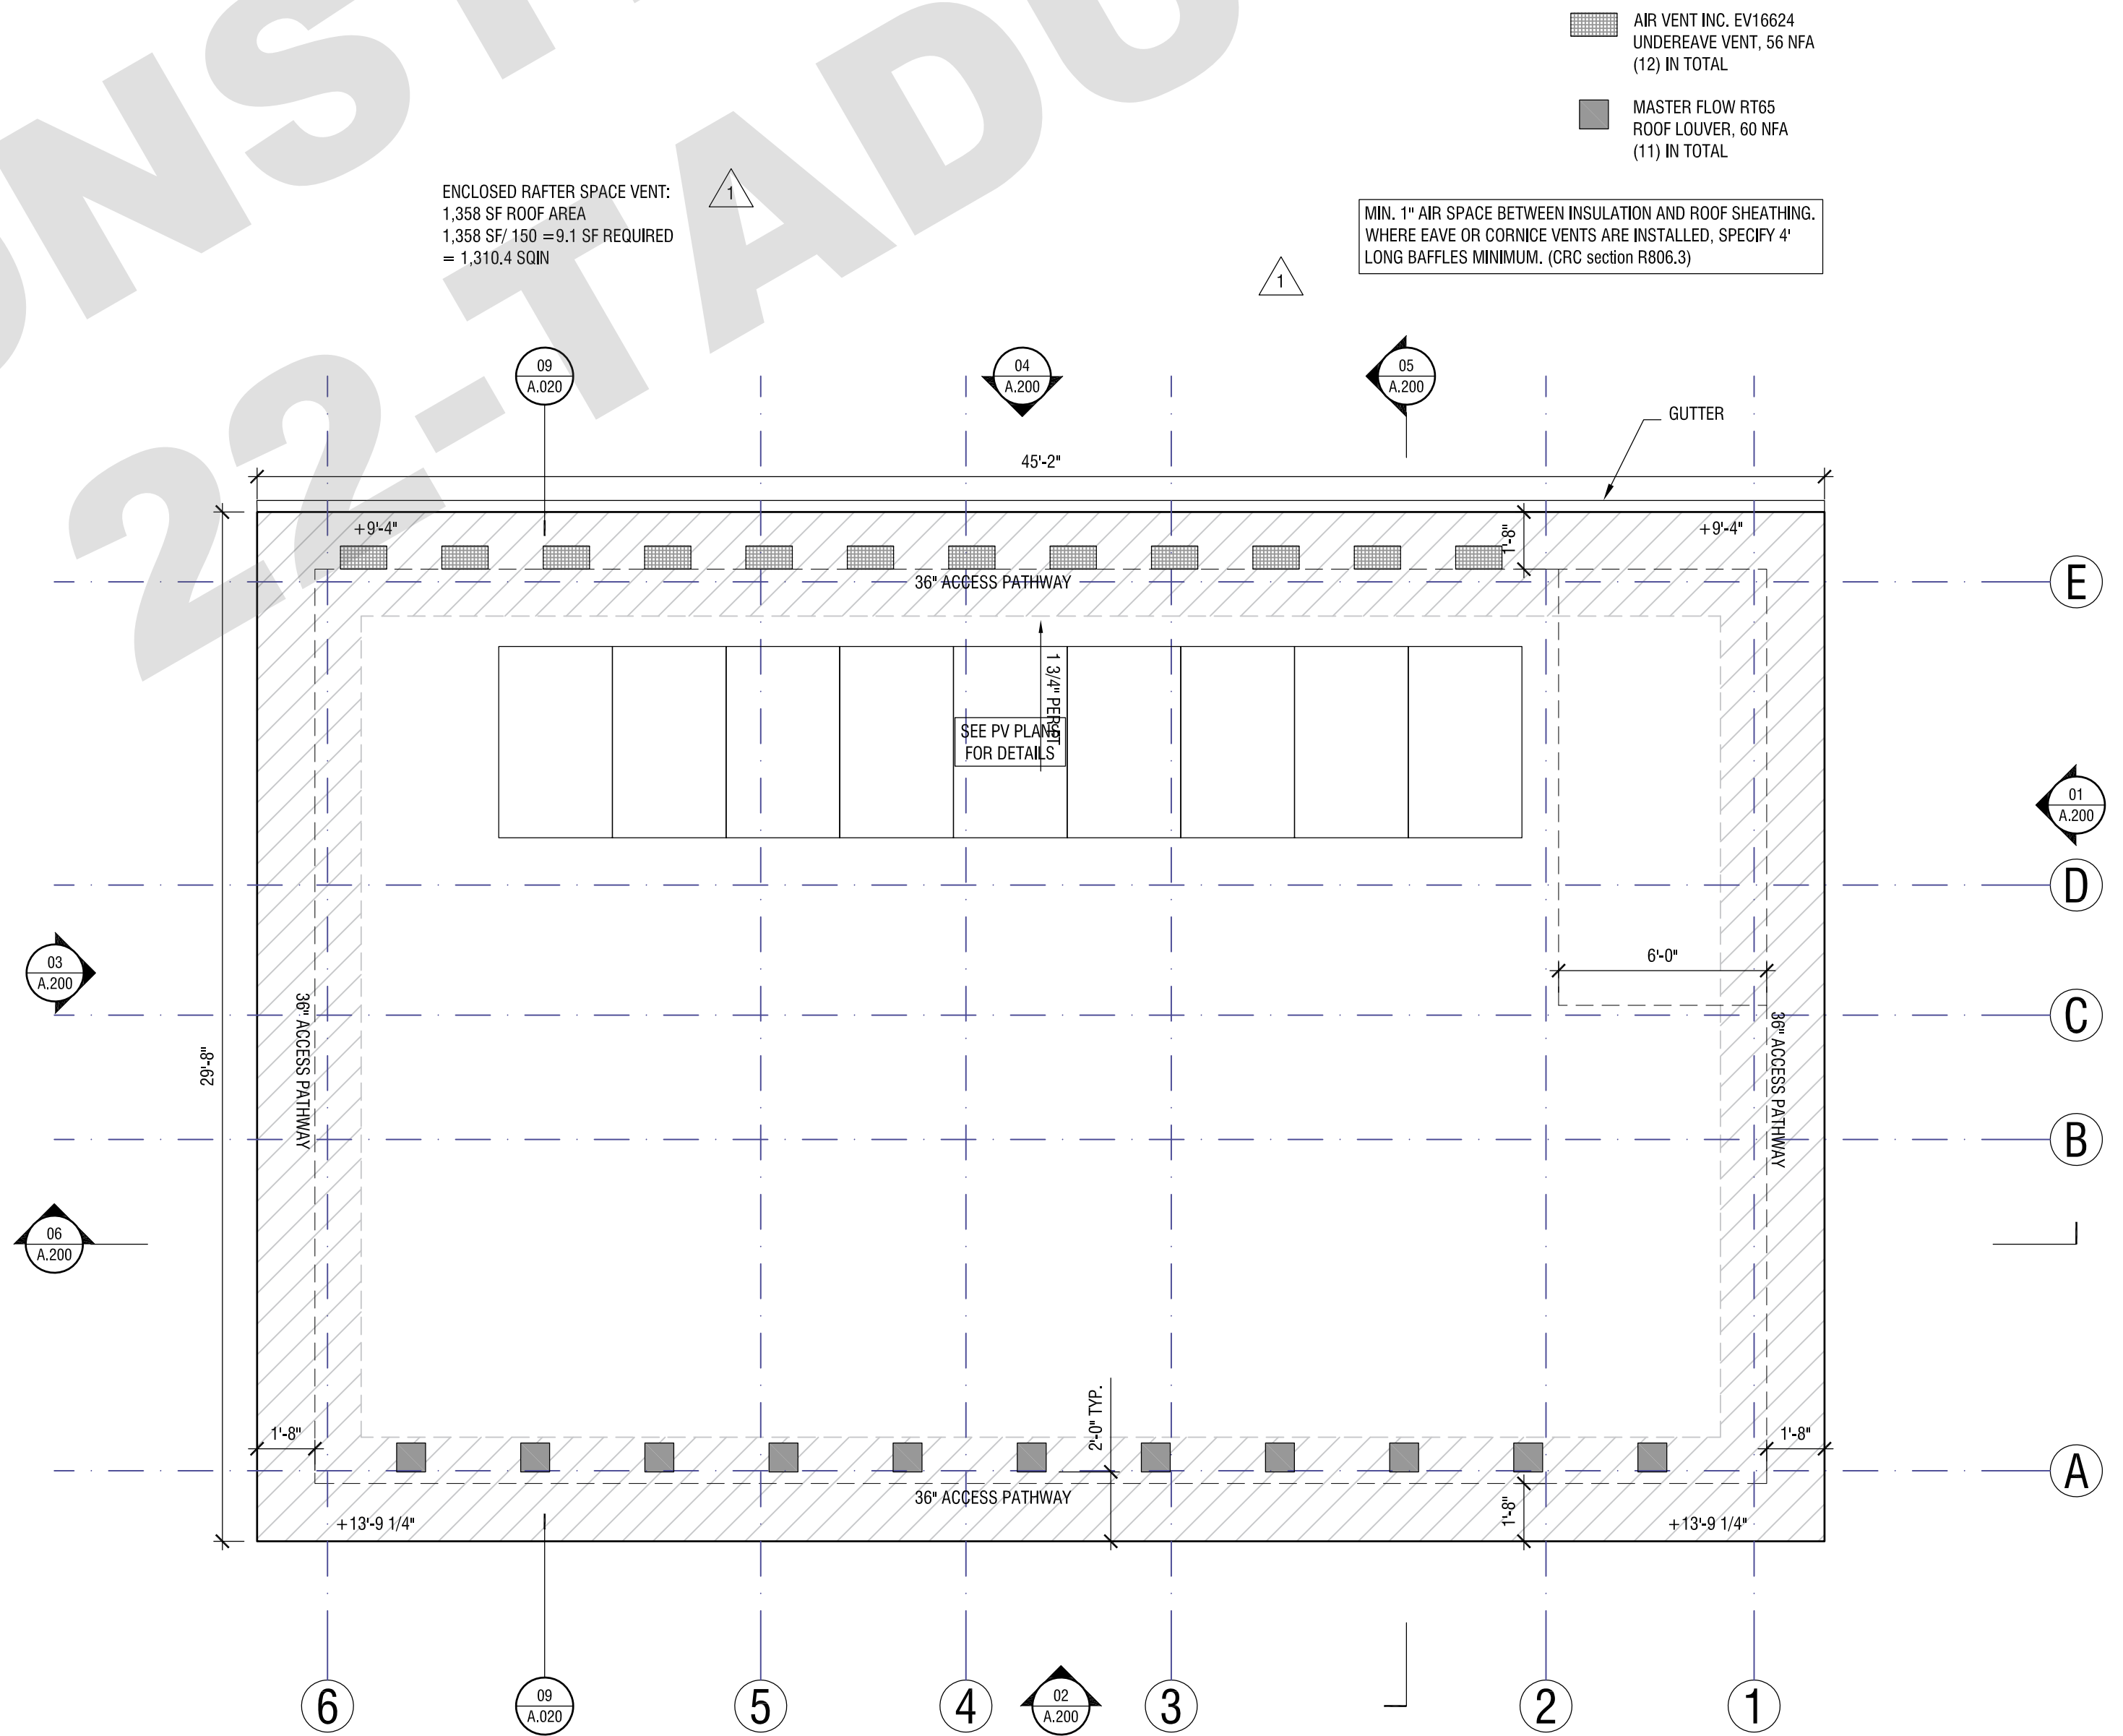 AIR VENT INC. EV16624
UNDEREAVE VENT, 56 NFA
(12) IN TOTAL
MASTER FLOW RT65
ROOF LOUVER, 60 NFA
(11) IN TOTAL
ENCLOSED RAFTER SPACE VENT:
1,358 SF ROOF AREA
1,358 SF/ 150 =9.1 SF REQUIRED
= 1,310.4 SQIN
1
MIN. 1" AIR SPACE BETWEEN INSULATION AND ROOF SHEATHING.
WHERE EAVE OR CORNICE VENTS ARE INSTALLED, SPECIFY 4'
LONG BAFFLES MINIMUM. (CRC section R806.3)
1
22-TADU
09
A.020
04
A.200
05
A.200
GUTTER
45'-2"
+9'-4"
+9'-4"
1'-8"
36" ACCESS PATHWAY
E
1 3/4" PER FT
SEE PV PLANS
FOR DETAILS
01
A.200
D
03
A.200
6'-0"
36" ACCESS PATHWAY
36" ACCESS PATHWAY
C
29'-8"
B
06
A.200
2'-0" TYP.
1'-8"
1'-8"
A
36" ACCESS PATHWAY
1'-8"
+13'-9 1/4"
+13'-9 1/4"
6
09
A.020
5
4
02
A.200
3
2
1